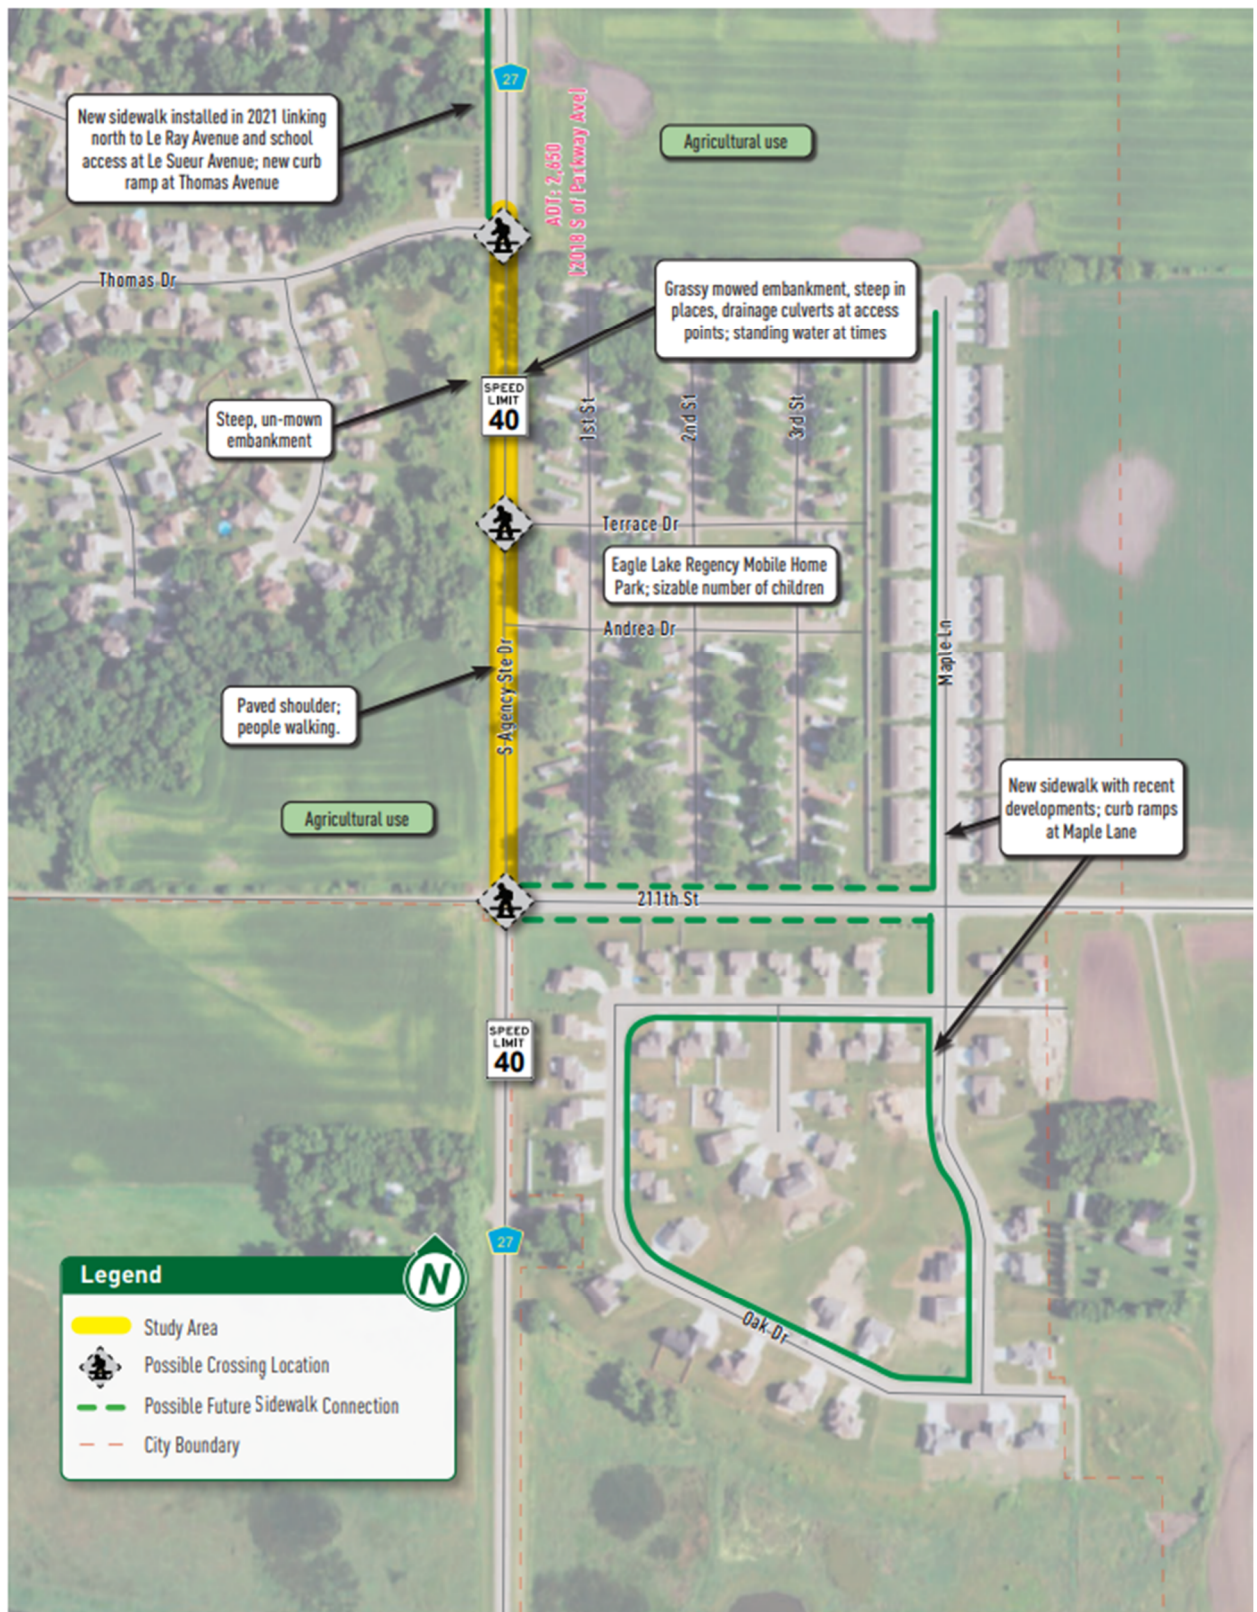 27
New sidewalk installed in 2021 linking
north to Le Ray Avenue and school
access at Le Sueur Avenue; new curb
ramp at Thomas Avenue
ADT: 2,650
(2018 S of Parkway Ave)
Agricultural use
Thomas Dr
Grassy mowed embankment, steep in
places, drainage culverts at access
points; standing water at times
SPEED
LIMIT
40
Steep, un-mown
embankment
1st St
2nd St
3rd St
Terrace Dr
Eagle Lake Regency Mobile Home
Park; sizable number of children
Andrea Dr
Maple Ln
S Agency Ste Dr
Paved shoulder;
people walking.
New sidewalk with recent
developments; curb ramps
at Maple Lane
Agricultural use
211th St
SPEED
LIMIT
40
27
Oak Dr
Legend
N
Study Area
Possible Crossing Location
Possible Future Sidewalk Connection
City Boundary